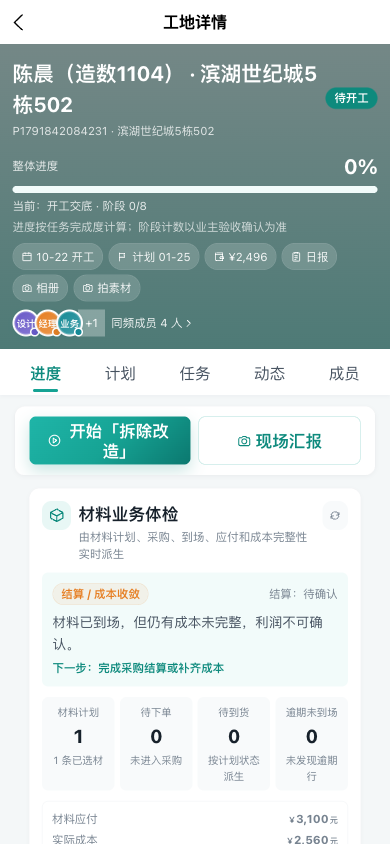 工地详情
陈晨（造数1104） · 滨湖世纪城5
栋502
待开工
P1791842084231 · 滨湖世纪城5栋502
整体进度
0%
当前：开工交底 · 阶段 0/8
进度按任务完成度计算；阶段计数以业主验收确认为准
10-22 开工
计划 01-25
¥2,496
日报
相册
拍素材
设计
经理
业务
+1
同频成员 4 人
进度
计划
任务
动态
成员
开始「拆除改
造」
现场汇报
材料业务体检
由材料计划、采购、到场、应付和成本完整性
实时派生
结算 / 成本收敛
结算：待确认
材料已到场，但仍有成本未完整，利润不可确
认。
下一步：完成采购结算或补齐成本
材料计划
1
1 条已选材
待下单
0
未进入采购
待到货
0
按计划状态
派生
逾期未到场
0
未发现逾期
行
材料应付
¥3,100元
实际成本
¥2,560元